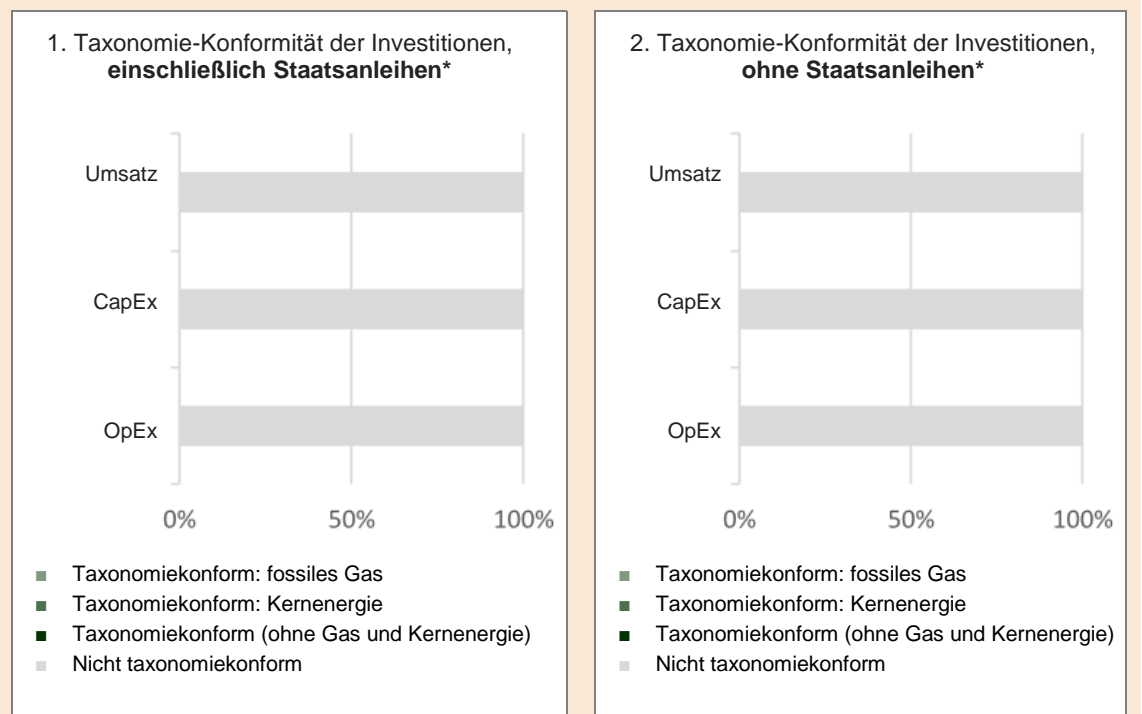 1. Taxonomie-Konformität der Investitionen,
einschließlich Staatsanleihen*
Umsatz
CapEx
OpEx
0% 50% 100%
Taxonomiekonform: fossiles Gas
Taxonomiekonform: Kernenergie
Taxonomiekonform (ohne Gas und Kernenergie)
Nicht taxonomiekonform
2. Taxonomie-Konformität der Investitionen,
ohne Staatsanleihen*
Umsatz
CapEx
OpEx
0% 50% 100%
Taxonomiekonform: fossiles Gas
Taxonomiekonform: Kernenergie
Taxonomiekonform (ohne Gas und Kernenergie)
Nicht taxonomiekonform